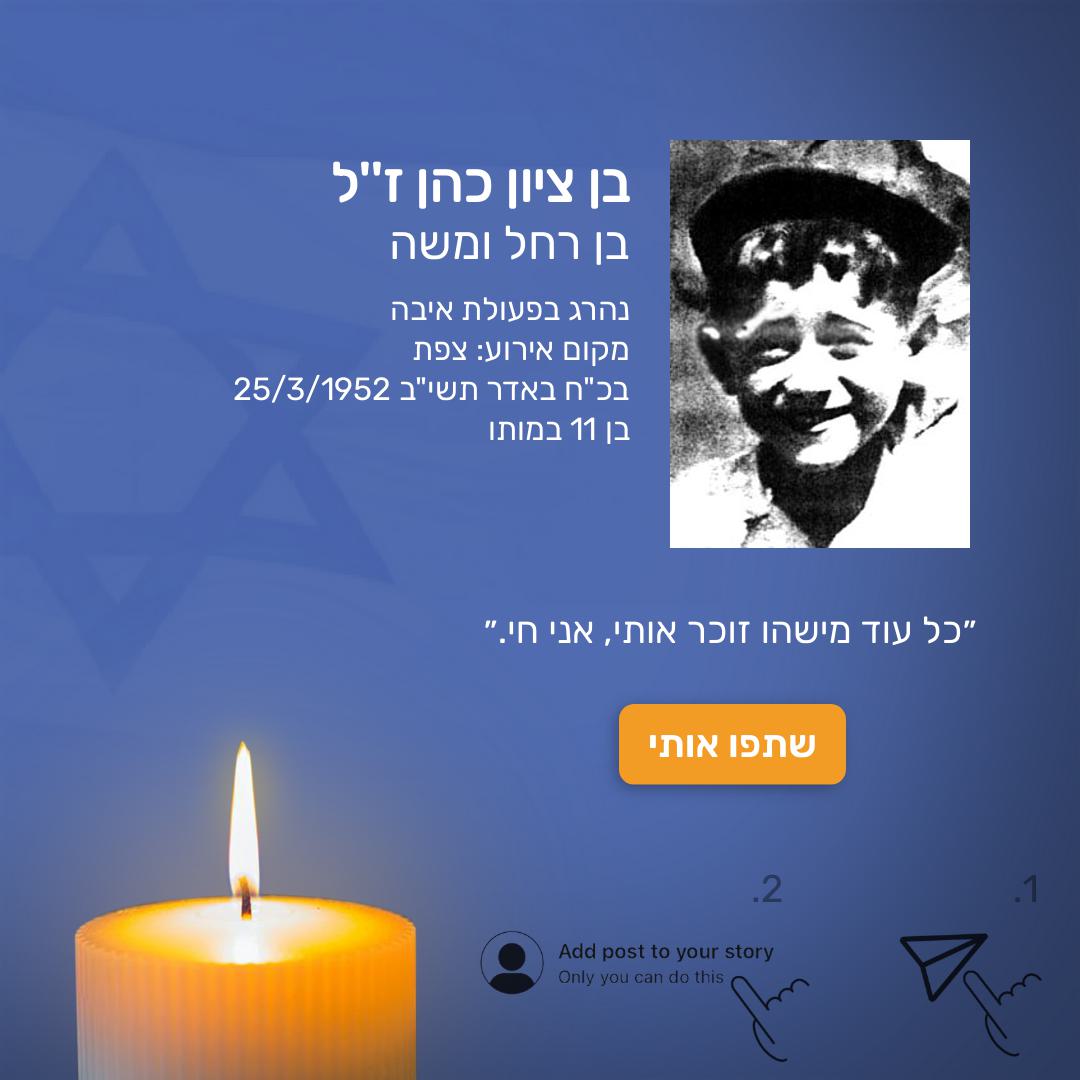 בן ציון כהן ז"ל
בן רחל ומשה
נהרג בפעולת איבה
מקום אירוע: צפת
בכ"ח באדר תשי"ב 25/3/1952
בן 11 במותו
״כל עוד מישהו זוכר אותי, אני חי.״
שתפו אותי
.1
.2
Add post to your story
Only you can do this